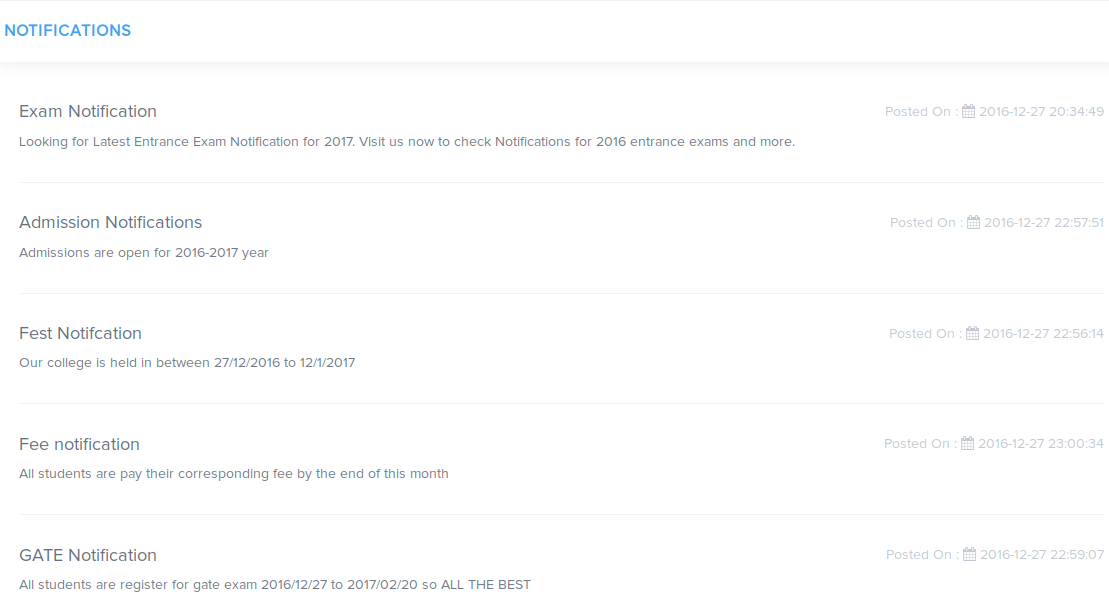 NOTIFICATIONS
Exam Notification
Posted On : 2016-12-27 20:34:49
Looking for Latest Entrance Exam Notification for 2017. Visit us now to check Notifications for 2016 entrance exams and more.
Admission Notifications
Posted On : 2016-12-27 22:57:51
Admissions are open for 2016-2017 year
Fest Notifcation
Posted On : 2016-12-27 22:56:14
Our college is held in between 27/12/2016 to 12/1/2017
Fee notification
Posted On : 2016-12-27 23:00:34
All students are pay their corresponding fee by the end of this month
GATE Notification
Posted On : 2016-12-27 22:59:07
All students are register for gate exam 2016/12/27 to 2017/02/20 so ALL THE BEST